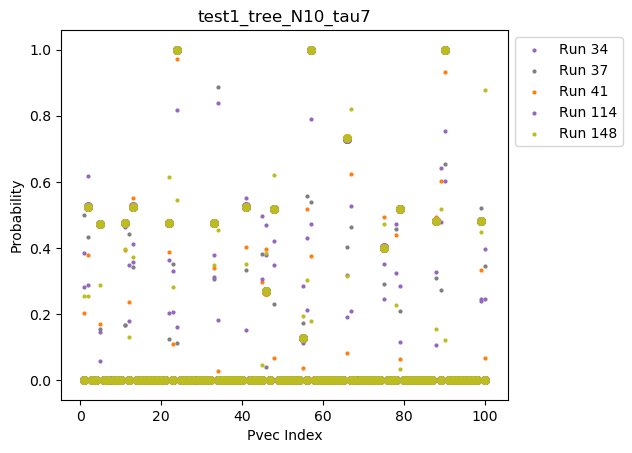 test1_tree_N10_tau7
1.0
0.8
0.6
0.4
0.2
0.0
Probability
0
20
40
60
80
100
Pvec Index
Run 34
Run 37
Run 41
Run 114
Run 148